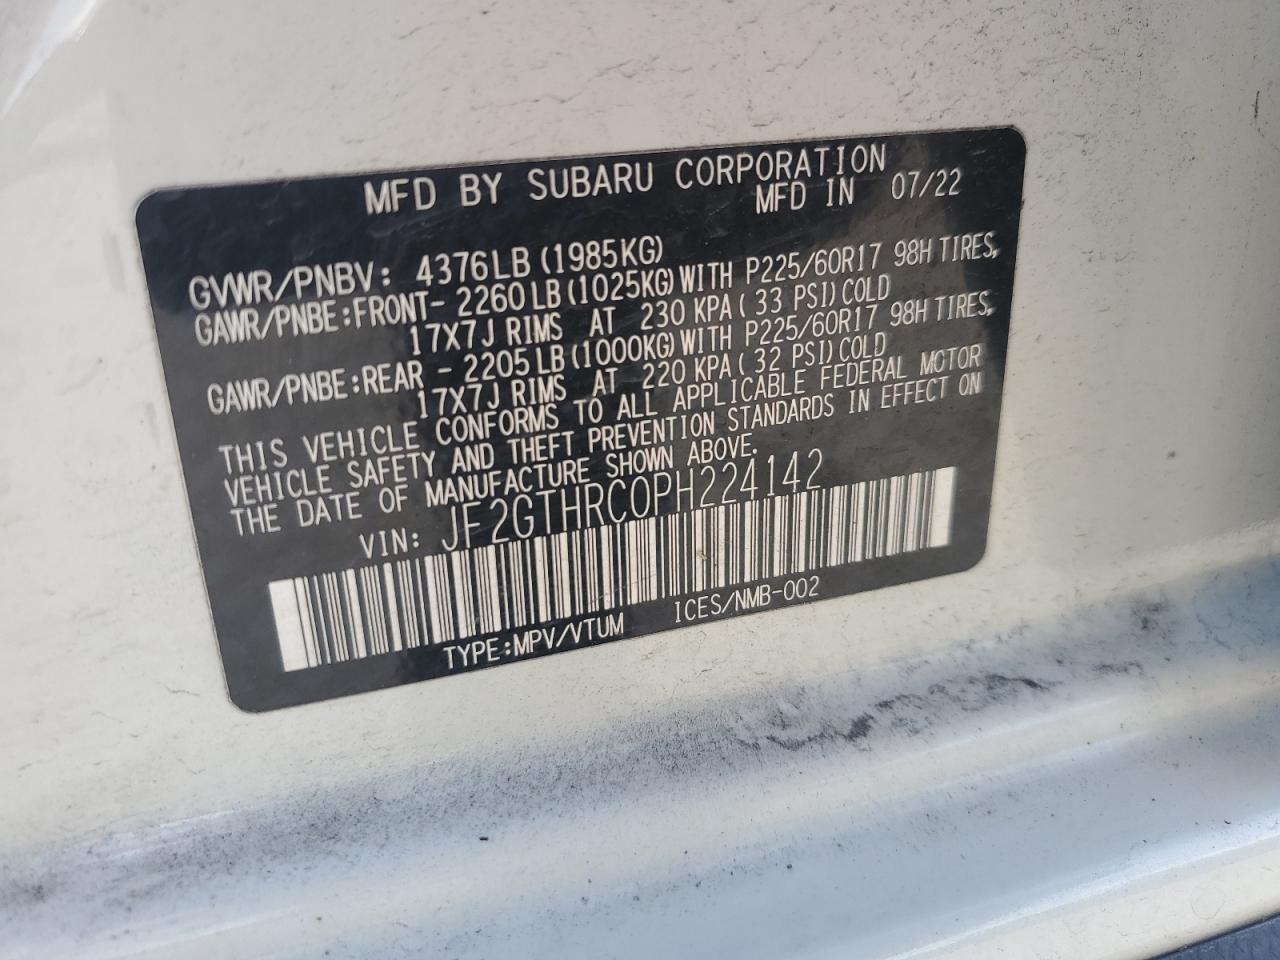 MFD BY SUBARU CORPORATION
MFD IN 07/22
GVWR/PNBV: 4376LB (1985KG)
GAWR/PNBE:FRONT- 2260LB(1025KG)WITH P225/60R17 98H TIRES,
17X7J RIMS AT 230 KPA( 33 PSI)COLD
GAWR/PNBE:REAR - 2205LB(1000KG)WITH P225/60R17 98H TIRES,
17X7J RIMS AT 220 KPA( 32 PSI)COLD
THIS VEHICLE CONFORMS TO ALL APPLICABLE FEDERAL MOTOR
VEHICLE SAFETY AND THEFT PREVENTION STANDARDS IN EFFECT ON
THE DATE OF MANUFACTURE SHOWN ABOVE.
VIN: JF2GTHRC0PH224142
TYPE:MPV/VTUM ICES/NMB-002